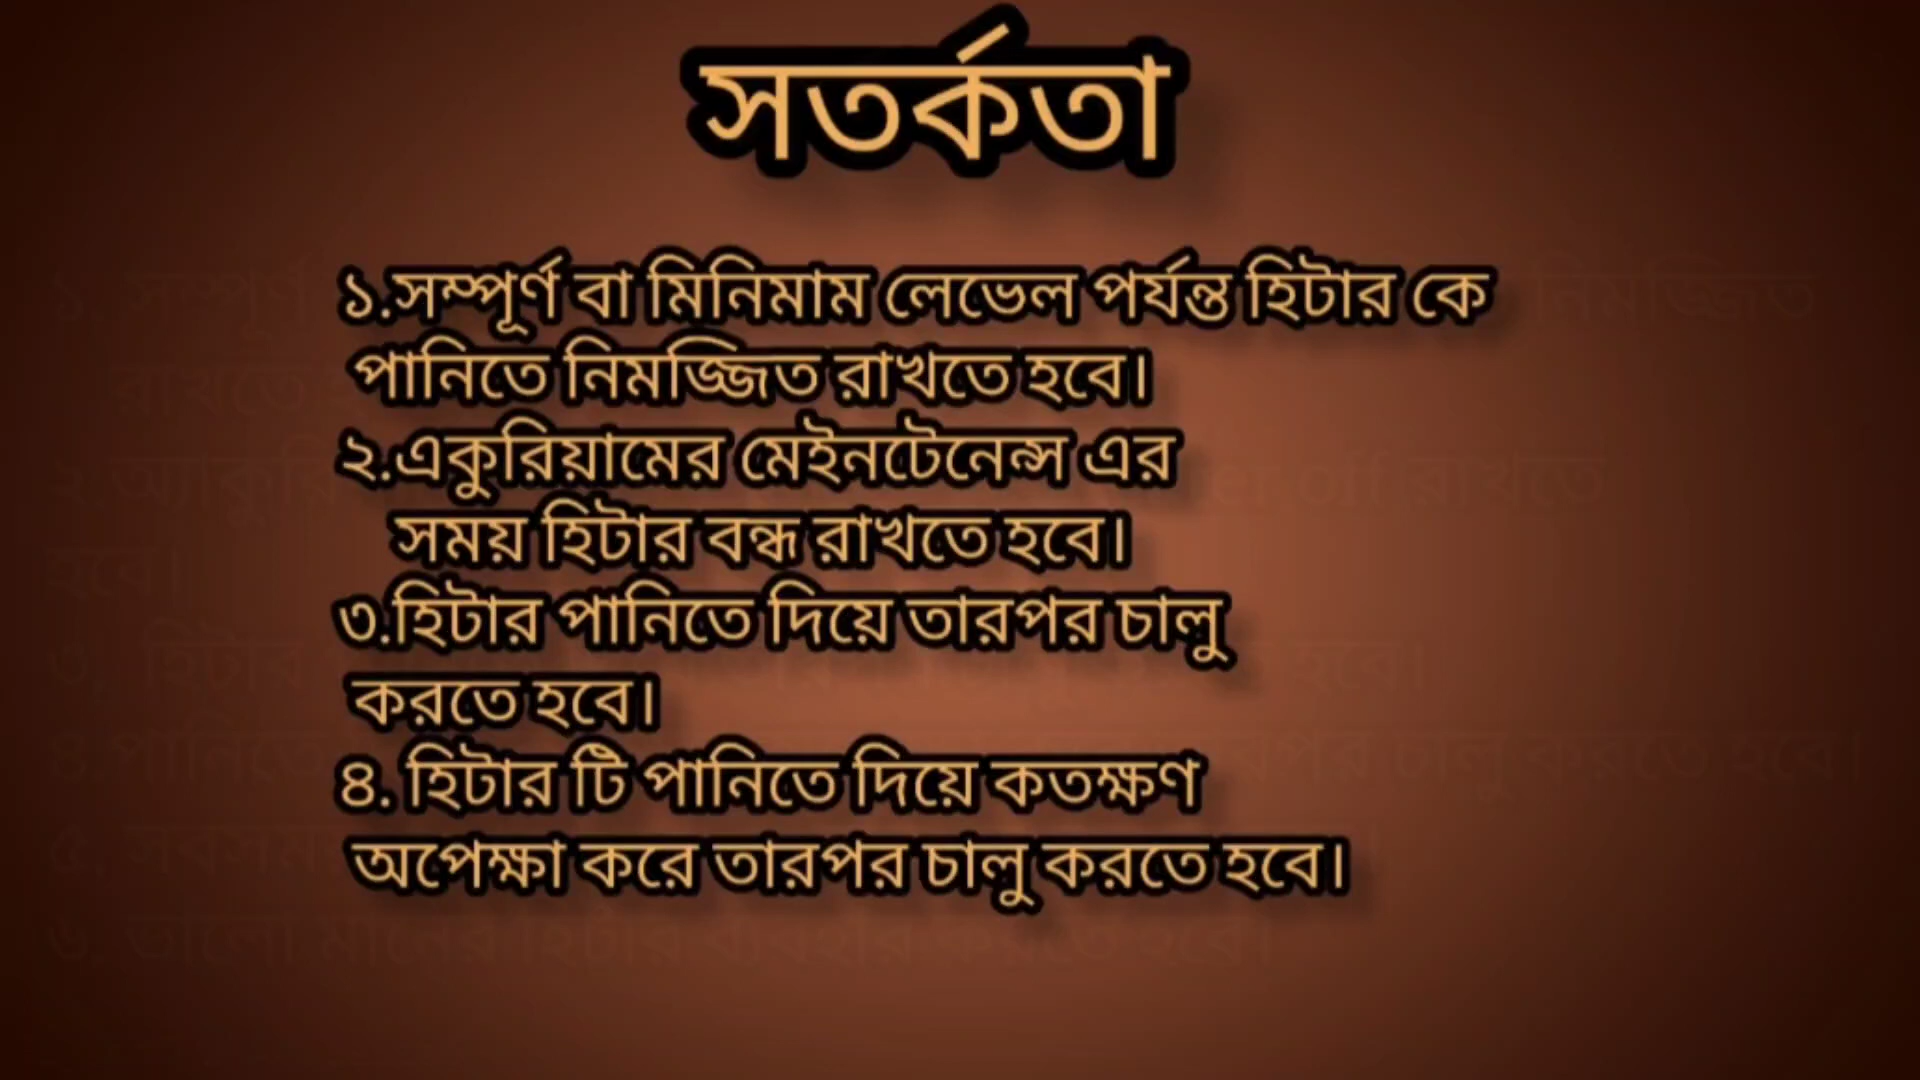 সতর্কতা
১.সম্পূর্ণ বা মিনিমাম লেভেল পর্যন্ত হিটার কে
পানিতে নিমজ্জিত রাখতে হবে।
২.একুরিয়ামের মেইনটেনেন্স এর
সময় হিটার বন্ধ রাখতে হবে।
৩.হিটার পানিতে দিয়ে তারপর চালু
করতে হবে।
৪. হিটার টি পানিতে দিয়ে কতক্ষণ
অপেক্ষা করে তারপর চালু করতে হবে।